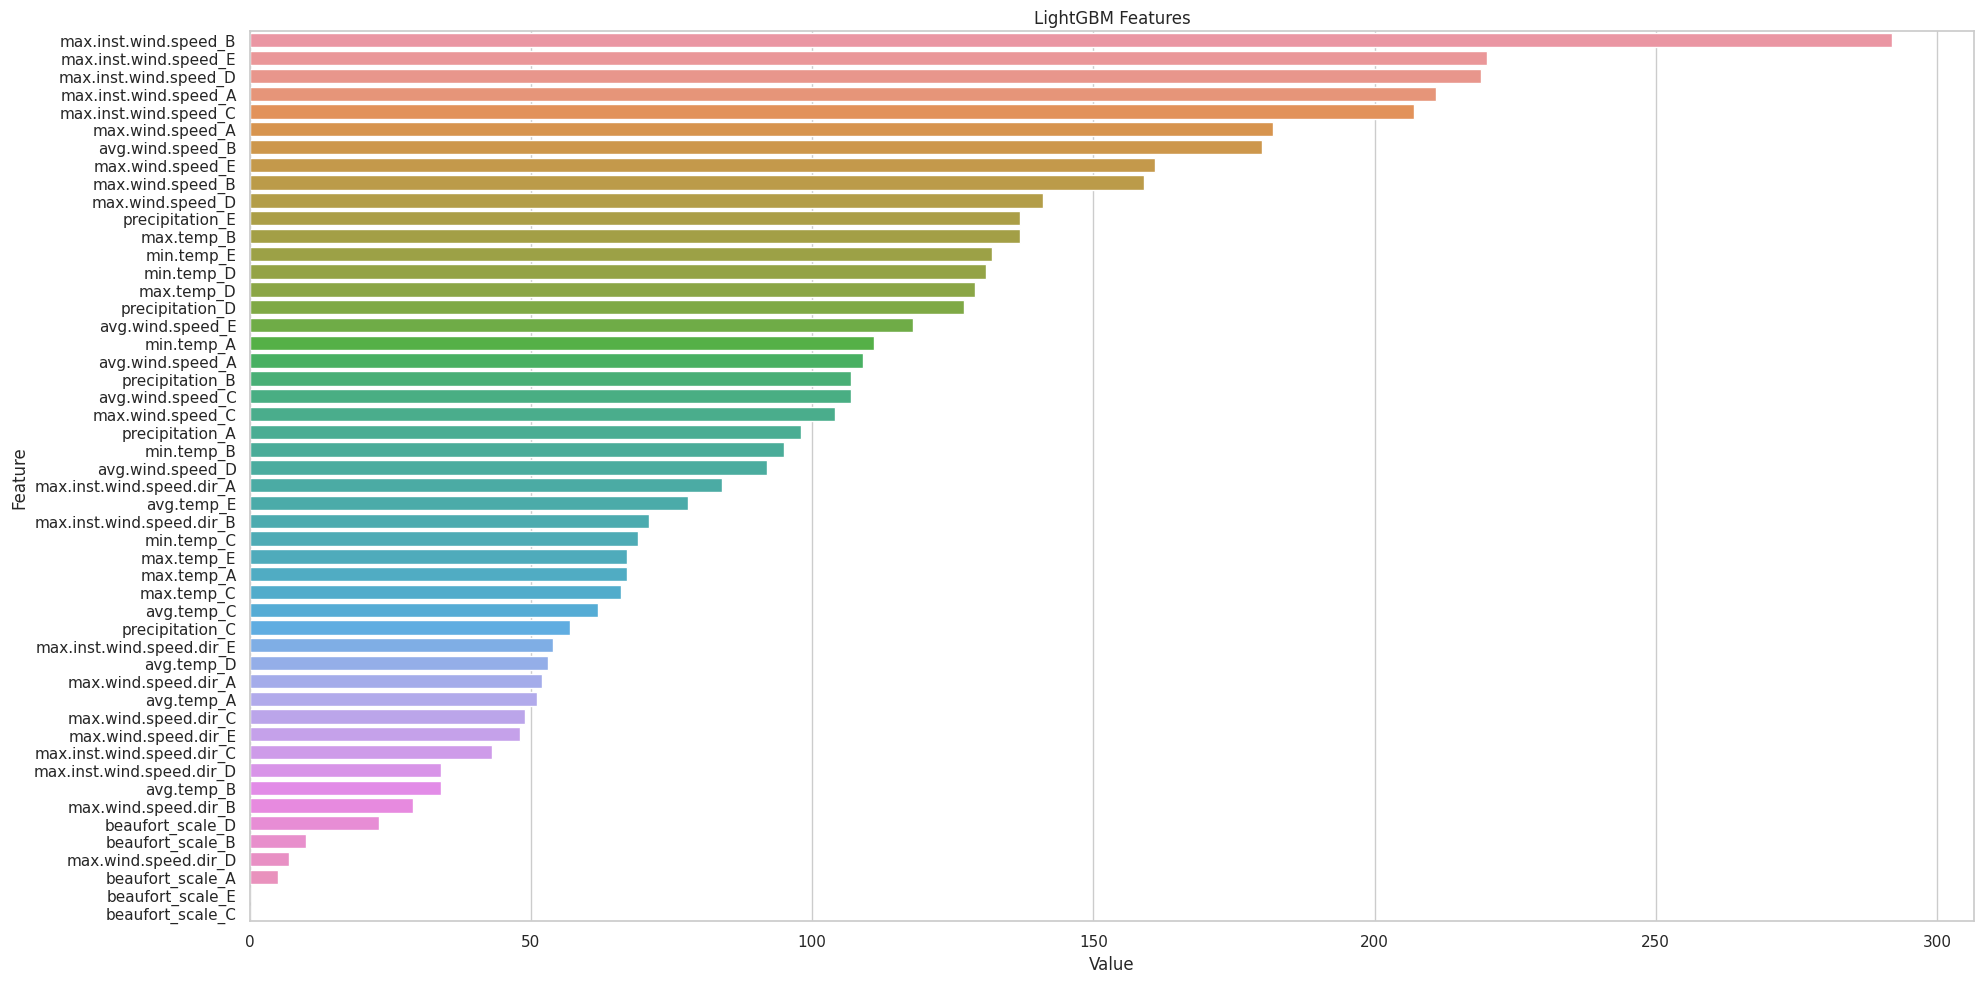 LightGBM Features
max.inst.wind.speed_B
max.inst.wind.speed_E
max.inst.wind.speed_D
max.inst.wind.speed_A
max.inst.wind.speed_C
max.wind.speed_A
avg.wind.speed_B
max.wind.speed_E
max.wind.speed_B
max.wind.speed_D
precipitation_E
max.temp_B
min.temp_E
min.temp_D
max.temp_D
precipitation_D
avg.wind.speed_E
min.temp_A
avg.wind.speed_A
precipitation_B
avg.wind.speed_C
max.wind.speed_C
precipitation_A
min.temp_B
avg.wind.speed_D
max.inst.wind.speed.dir_A
avg.temp_E
max.inst.wind.speed.dir_B
min.temp_C
max.temp_E
max.temp_A
max.temp_C
avg.temp_C
precipitation_C
max.inst.wind.speed.dir_E
avg.temp_D
max.wind.speed.dir_A
avg.temp_A
max.wind.speed.dir_C
max.wind.speed.dir_E
max.inst.wind.speed.dir_C
max.inst.wind.speed.dir_D
avg.temp_B
max.wind.speed.dir_B
beaufort_scale_D
beaufort_scale_B
max.wind.speed.dir_D
beaufort_scale_A
beaufort_scale_E
beaufort_scale_C
Feature
0 50 100 150 200 250 300
Value